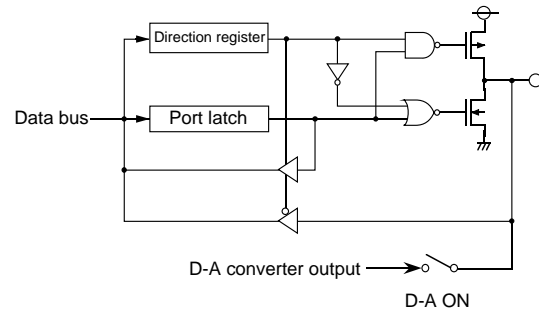 Direction register
Data bus
Port latch
D-A converter output
D-A ON